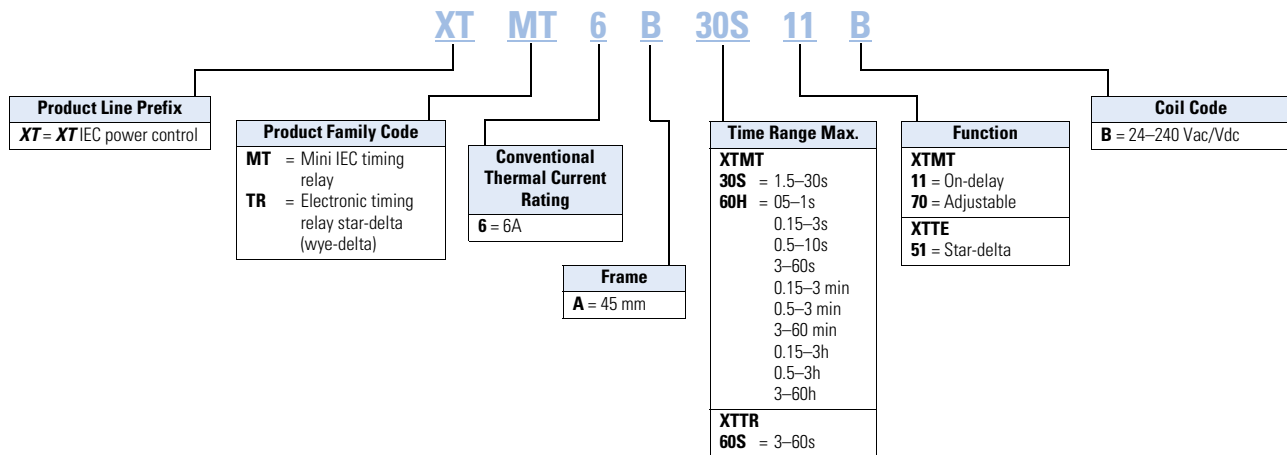 XT MT 6 B 30S 11 B
Product Line Prefix
XT = XT IEC power control
Product Family Code
MT = Mini IEC timing
relay
TR = Electronic timing
relay star-delta
(wye-delta)
Conventional
Thermal Current
Rating
6 = 6A
Frame
A = 45 mm
Time Range Max.
XTMT
30S = 1.5–30s
60H = 05–1s
0.15–3s
0.5–10s
3–60s
0.15–3 min
0.5–3 min
3–60 min
0.15–3h
0.5–3h
3–60h
XTTR
60S = 3–60s
Function
XTMT
11 = On-delay
70 = Adjustable
XTTE
51 = Star-delta
Coil Code
B = 24–240 Vac/Vdc